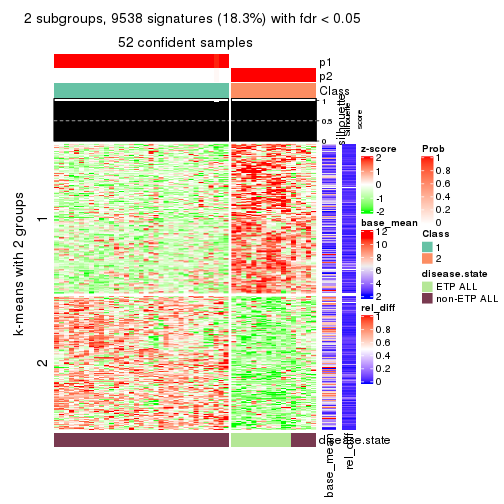 2 subgroups, 9538 signatures (18.3%) with fdr < 0.05
52 confident samples
p1
p2
Class
1
0.5
0
silhouette
Silhouette
score
k-means with 2 groups
1
2
z-score
2
1
0
-1
-2
base_mean
12
10
8
6
4
2
rel_diff
1
0.8
0.6
0.4
0.2
0
Prob
1
0.8
0.6
0.4
0.2
0
Class
1
2
disease.state
ETP ALL
non-ETP ALL
disease.state
base_mean
rel_diff